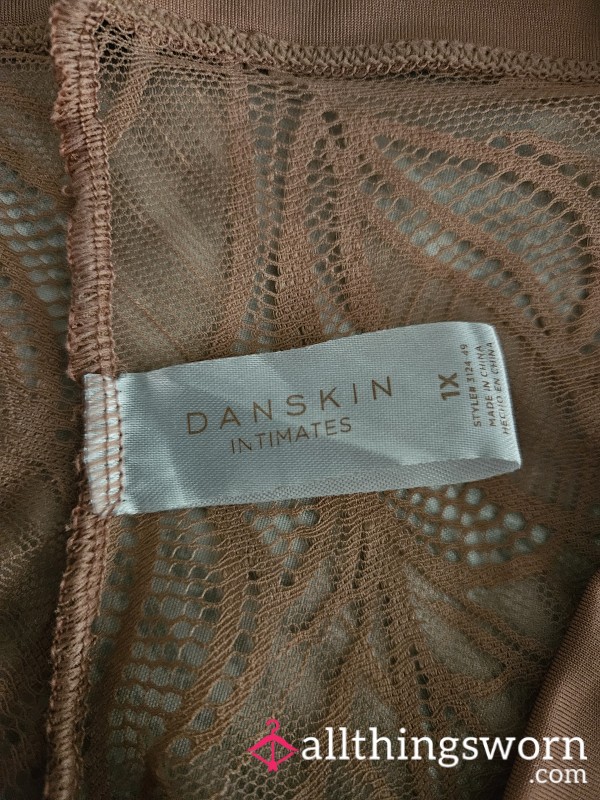 DANSKIN
INTIMATES
1X
STYLE# 3124 49
MADE IN CHINA
HECHO EN CHINA
allthingsworn
.com